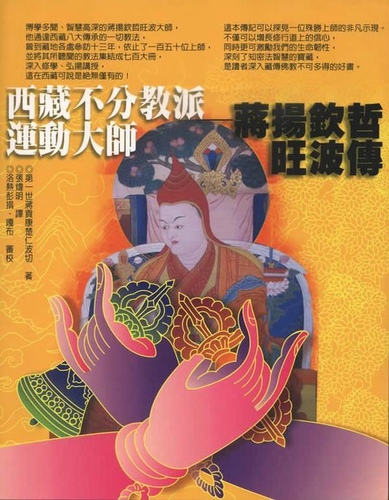 博學多聞、智慧高深的蔣揚欽哲旺波大師，
他通邃西藏八大傳承的一切教法，
曾到藏地各處參訪十三年，依止了一百五十位上師，
並將其所聽聞的教法集結成七百大冊，
深入修學、弘揚講授，
這在西藏可說是絕無僅有的！
這本傳記可以探見一位殊勝上師的非凡示現。
不僅可以增長修行道上的信心，
同時更可激勵我們的生命韌性，
深刻了知密法智慧的寶藏，
是讀者深入藏傳佛教不可多得的好書。
西藏不分教派
運動大師
蔣揚欽哲
旺波傳
第一世蔣貢康楚仁波切 著
張煒明 譯
洛熱彭措、嘎布 審校